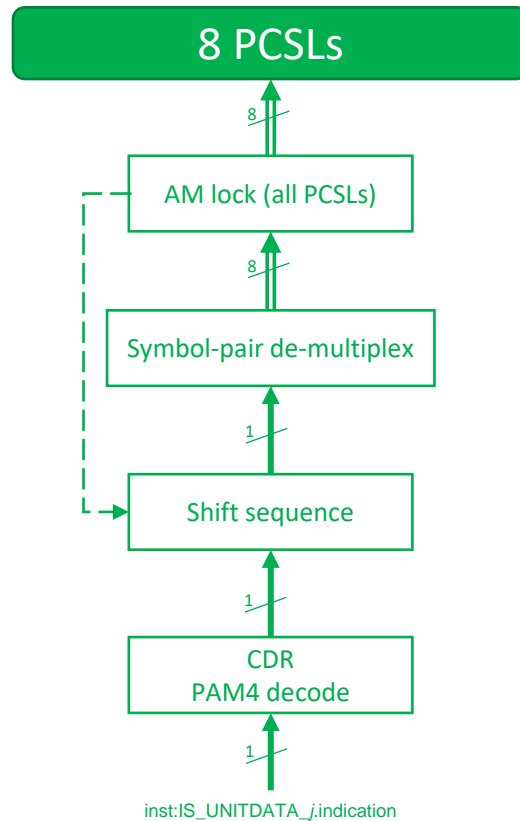 8 PCSLs
8
AM lock (all PCSLs)
8
Symbol-pair de-multiplex
1
Shift sequence
1
CDR
PAM4 decode
1
inst:IS_UNITDATA_j.indication